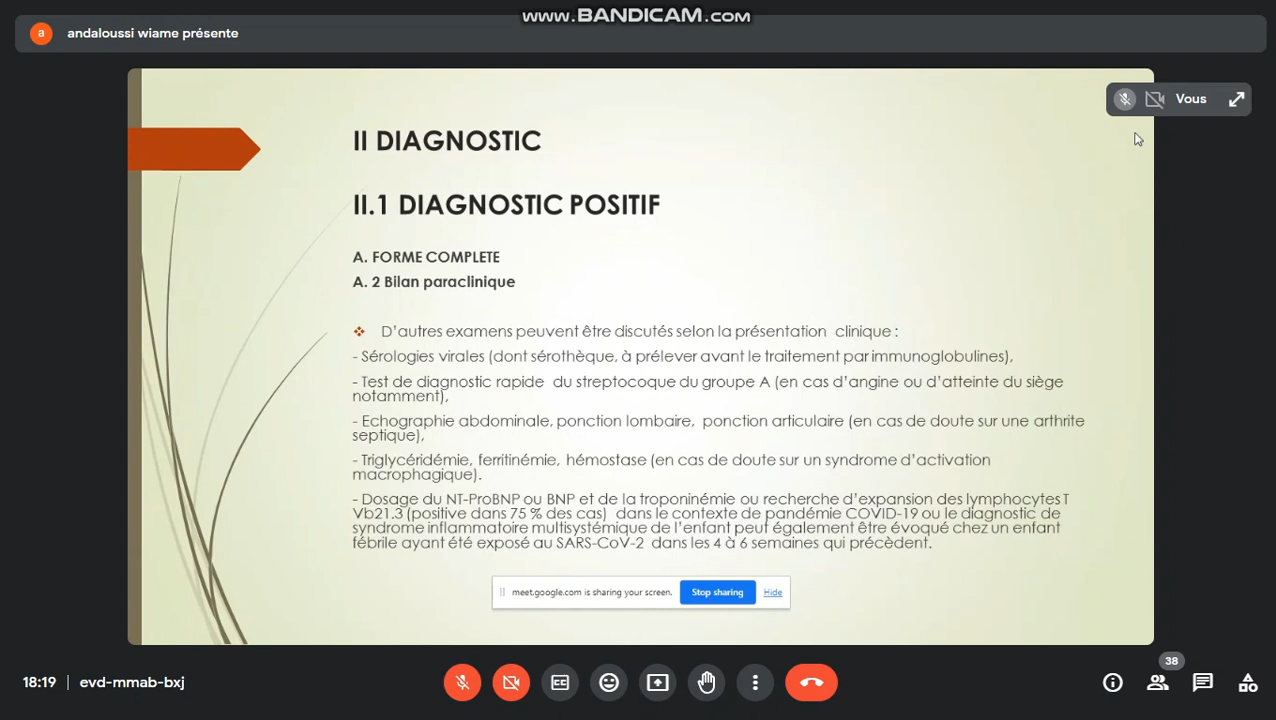 www.BANDICAM.com
a
andaloussi wiame présente
Vous
II DIAGNOSTIC
II.1 DIAGNOSTIC POSITIF
A. FORME COMPLETE
A. 2 Bilan paraclinique
❖ D'autres examens peuvent être discutés selon la présentation clinique :
- Sérologies virales (dont sérothèque, à prélever avant le traitement par immunoglobulines),
- Test de diagnostic rapide du streptocoque du groupe A (en cas d'angine ou d'atteinte du siège
notamment),
- Echographie abdominale, ponction lombaire, ponction articulaire (en cas de doute sur une arthrite
septique),
- Triglycéridémie, ferritinémie, hémostase (en cas de doute sur un syndrome d'activation
macrophagique).
- Dosage du NT-ProBNP ou BNP et de la troponinémie ou recherche d'expansion des lymphocytes T
Vb21.3 (positive dans 75 % des cas) dans le contexte de pandémie COVID-19 ou le diagnostic de
syndrome inflammatoire multisystémique de l'enfant peut également être évoqué chez un enfant
fébrile ayant été exposé au SARS-CoV-2 dans les 4 à 6 semaines qui précèdent.
meet.google.com is sharing your screen.
Stop sharing
Hide
18:19 | evd-mmab-bxj
CC
38